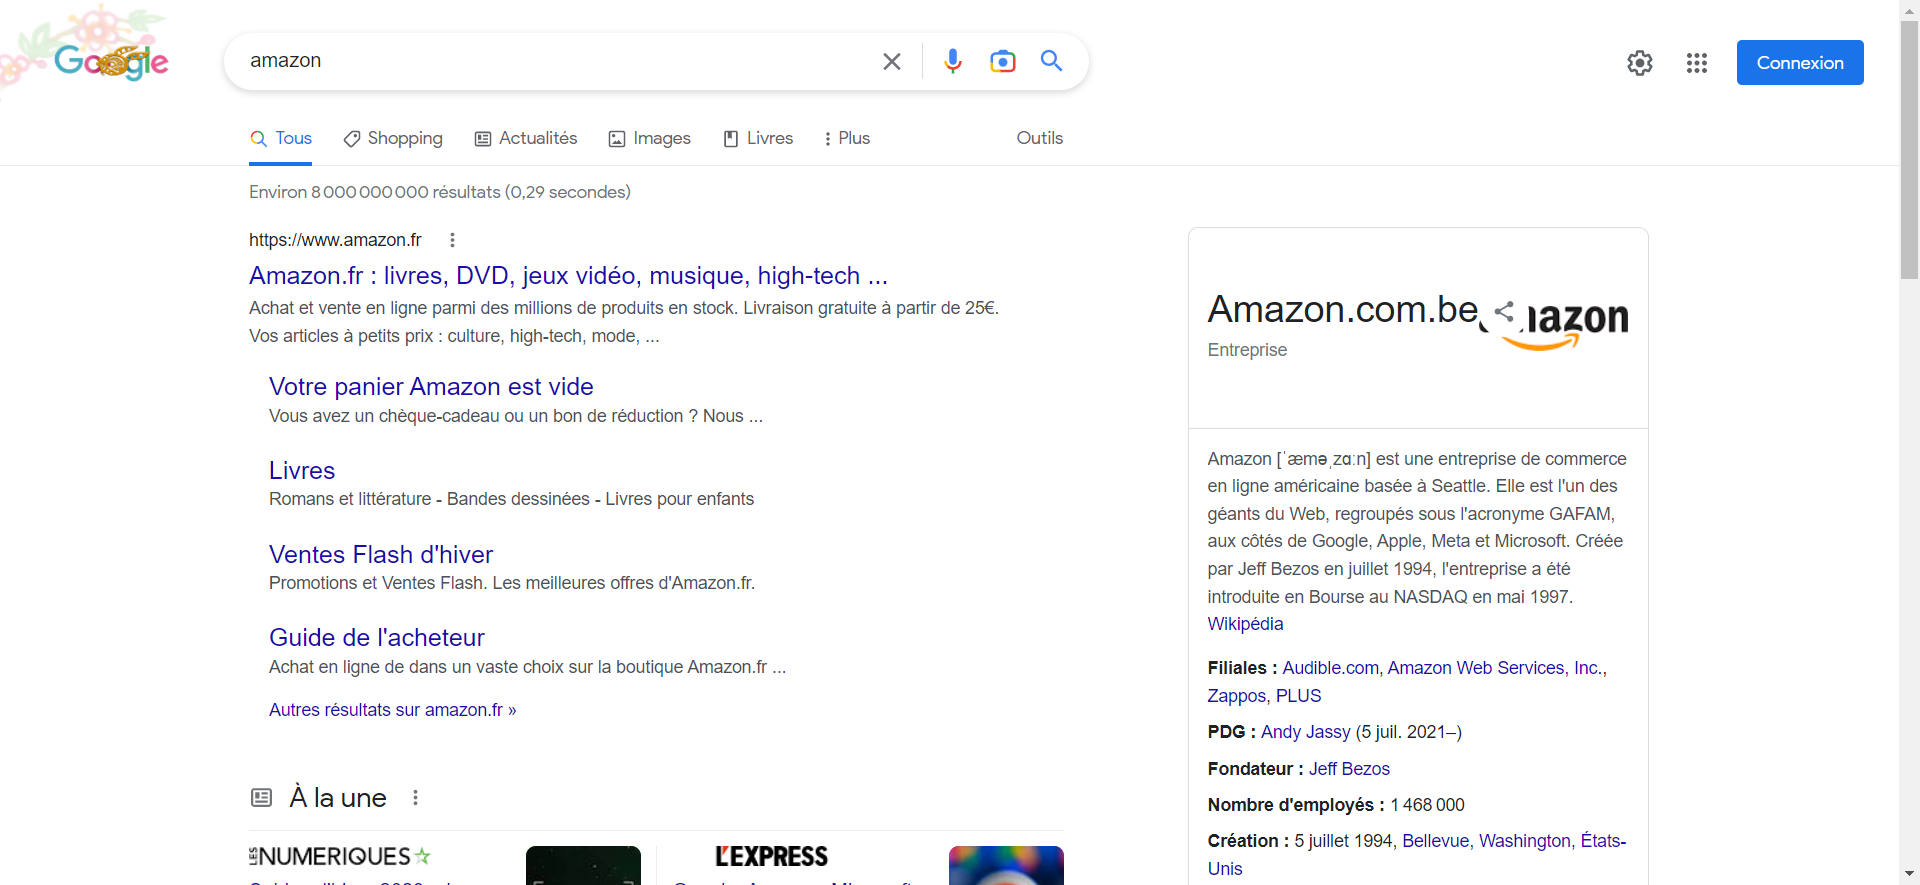 Google
amazon
Connexion
Tous
Shopping
Actualités
Images
Livres
Plus
Outils
Environ 8 000 000 000 résultats (0,29 secondes)
https://www.amazon.fr
Amazon.fr : livres, DVD, jeux vidéo, musique, high-tech ...
Achat et vente en ligne parmi des millions de produits en stock. Livraison gratuite à partir de 25€.
Vos articles à petits prix : culture, high-tech, mode, ...
Votre panier Amazon est vide
Vous avez un chèque-cadeau ou un bon de réduction ? Nous ...
Livres
Romans et littérature - Bandes dessinées - Livres pour enfants
Ventes Flash d'hiver
Promotions et Ventes Flash. Les meilleures offres d'Amazon.fr.
Guide de l'acheteur
Achat en ligne de dans un vaste choix sur la boutique Amazon.fr ...
Autres résultats sur amazon.fr »
À la une
LES NUMERIQUES
L'EXPRESS
Amazon.com.be
Entreprise
Amazon [ˈæməˌzɑːn] est une entreprise de commerce
en ligne américaine basée à Seattle. Elle est l'un des
géants du Web, regroupés sous l'acronyme GAFAM,
aux côtés de Google, Apple, Meta et Microsoft. Créée
par Jeff Bezos en juillet 1994, l'entreprise a été
introduite en Bourse au NASDAQ en mai 1997.
Wikipédia
Filiales : Audible.com, Amazon Web Services, Inc.,
Zappos, PLUS
PDG : Andy Jassy (5 juil. 2021–)
Fondateur : Jeff Bezos
Nombre d'employés : 1 468 000
Création : 5 juillet 1994, Bellevue, Washington, États-
Unis